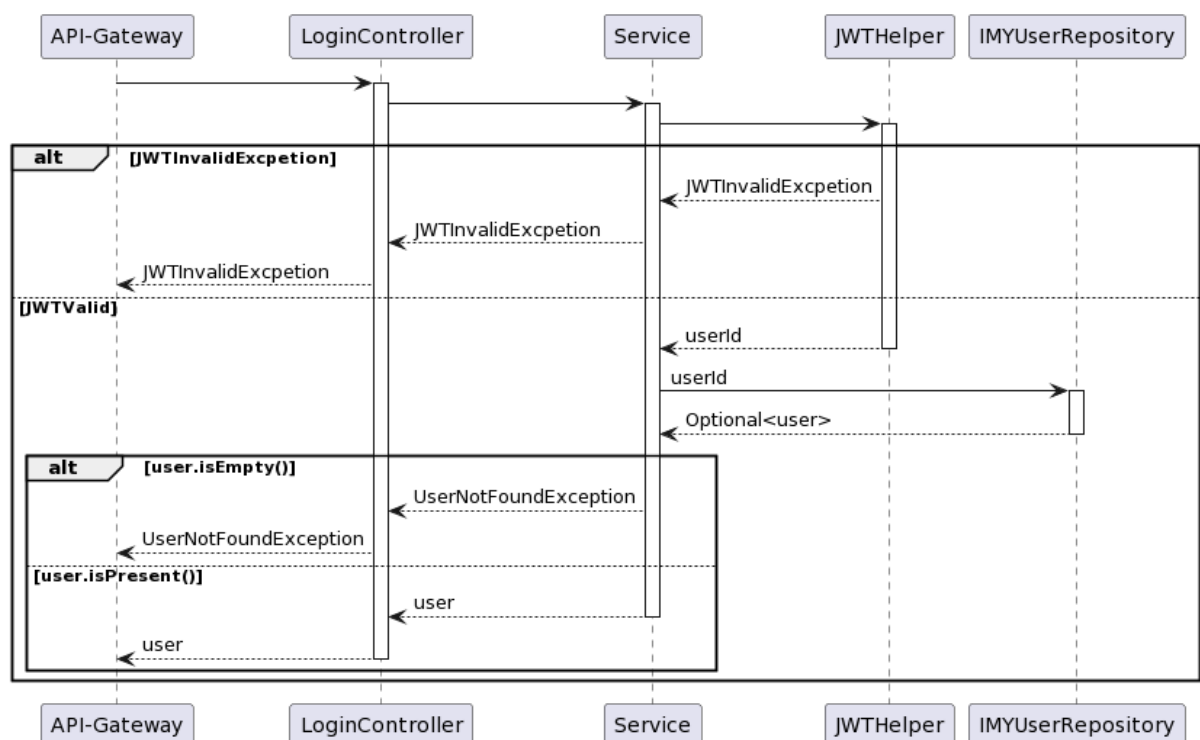 API-Gateway LoginController Service JWTHelper IMYUserRepository
alt [JWTInvalidExcpetion]
JWTInvalidExcpetion
JWTInvalidExcpetion
JWTInvalidExcpetion
[JWTValid]
userId
userId
Optional<user>
alt [user.isEmpty()]
UserNotFoundException
UserNotFoundException
[user.isPresent()]
user
user
API-Gateway LoginController Service JWTHelper IMYUserRepository